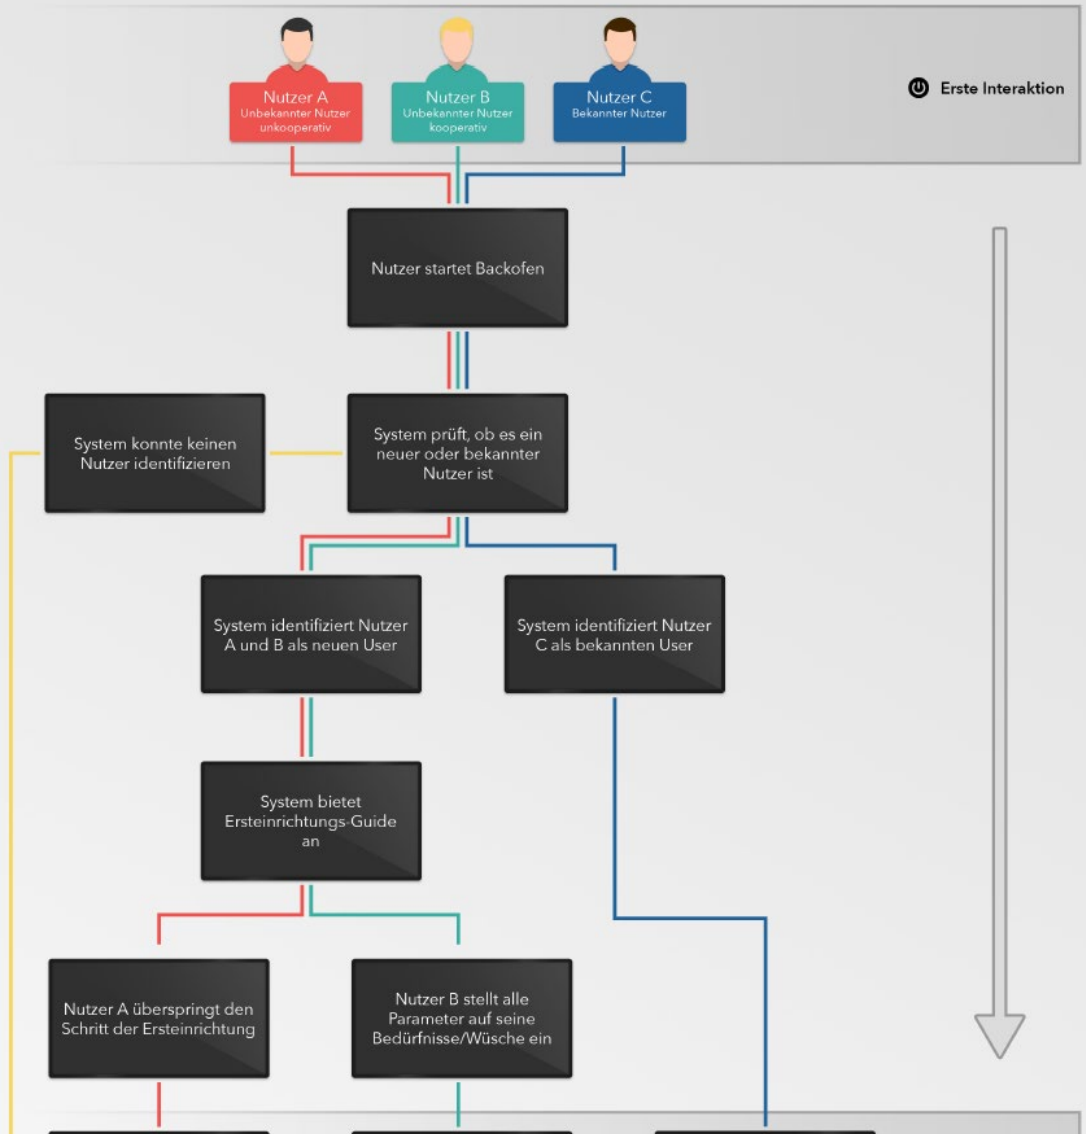 Nutzer A
Unbekannter Nutzer
unkooperativ
Nutzer B
Unbekannter Nutzer
kooperativ
Nutzer C
Bekannter Nutzer
Erste Interaktion
Nutzer startet Backofen
System konnte keinen
Nutzer identifizieren
System prüft, ob es ein
neuer oder bekannter
Nutzer ist
System identifiziert Nutzer
A und B als neuen User
System identifiziert Nutzer
C als bekannten User
System bietet
Ersteinrichtungs-Guide
an
Nutzer A überspringt den
Schritt der Ersteinrichtung
Nutzer B stellt alle
Parameter auf seine
Bedürfnisse/Wüsche ein